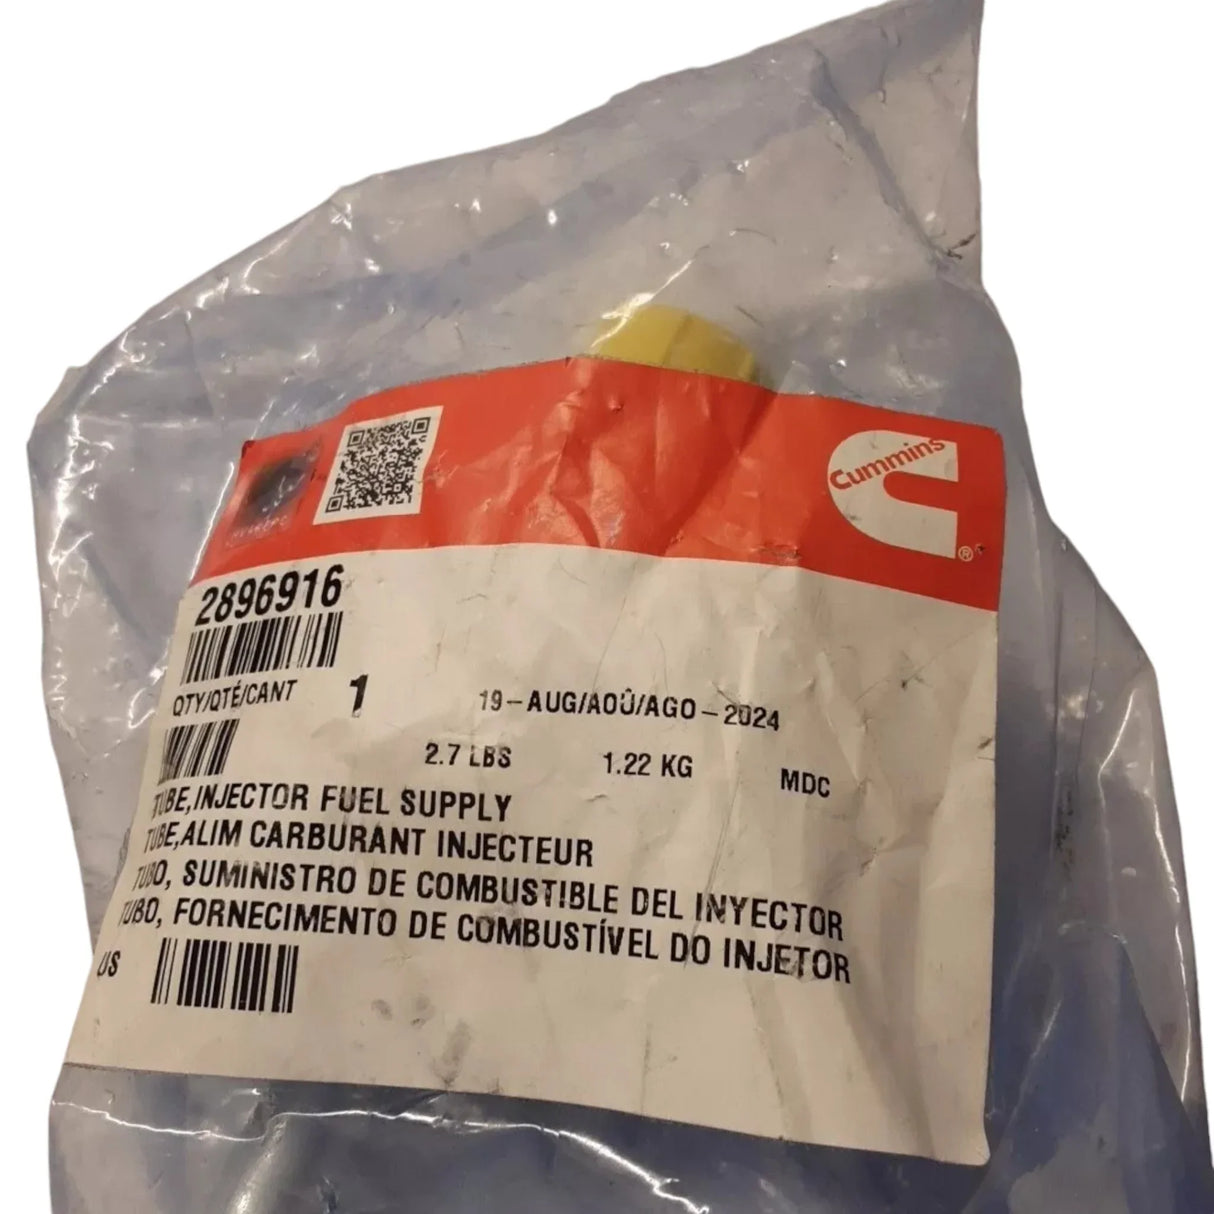 Cummins
®
2896916
QTY/QTÉ/CANT 1 19-AUG/AOÛ/AGO-2024
2.7 LBS 1.22 KG MDC
TUBE,INJECTOR FUEL SUPPLY
TUBE,ALIM CARBURANT INJECTEUR
TUBO, SUMINISTRO DE COMBUSTIBLE DEL INYECTOR
TUBO, FORNECIMENTO DE COMBUSTÍVEL DO INJETOR
US